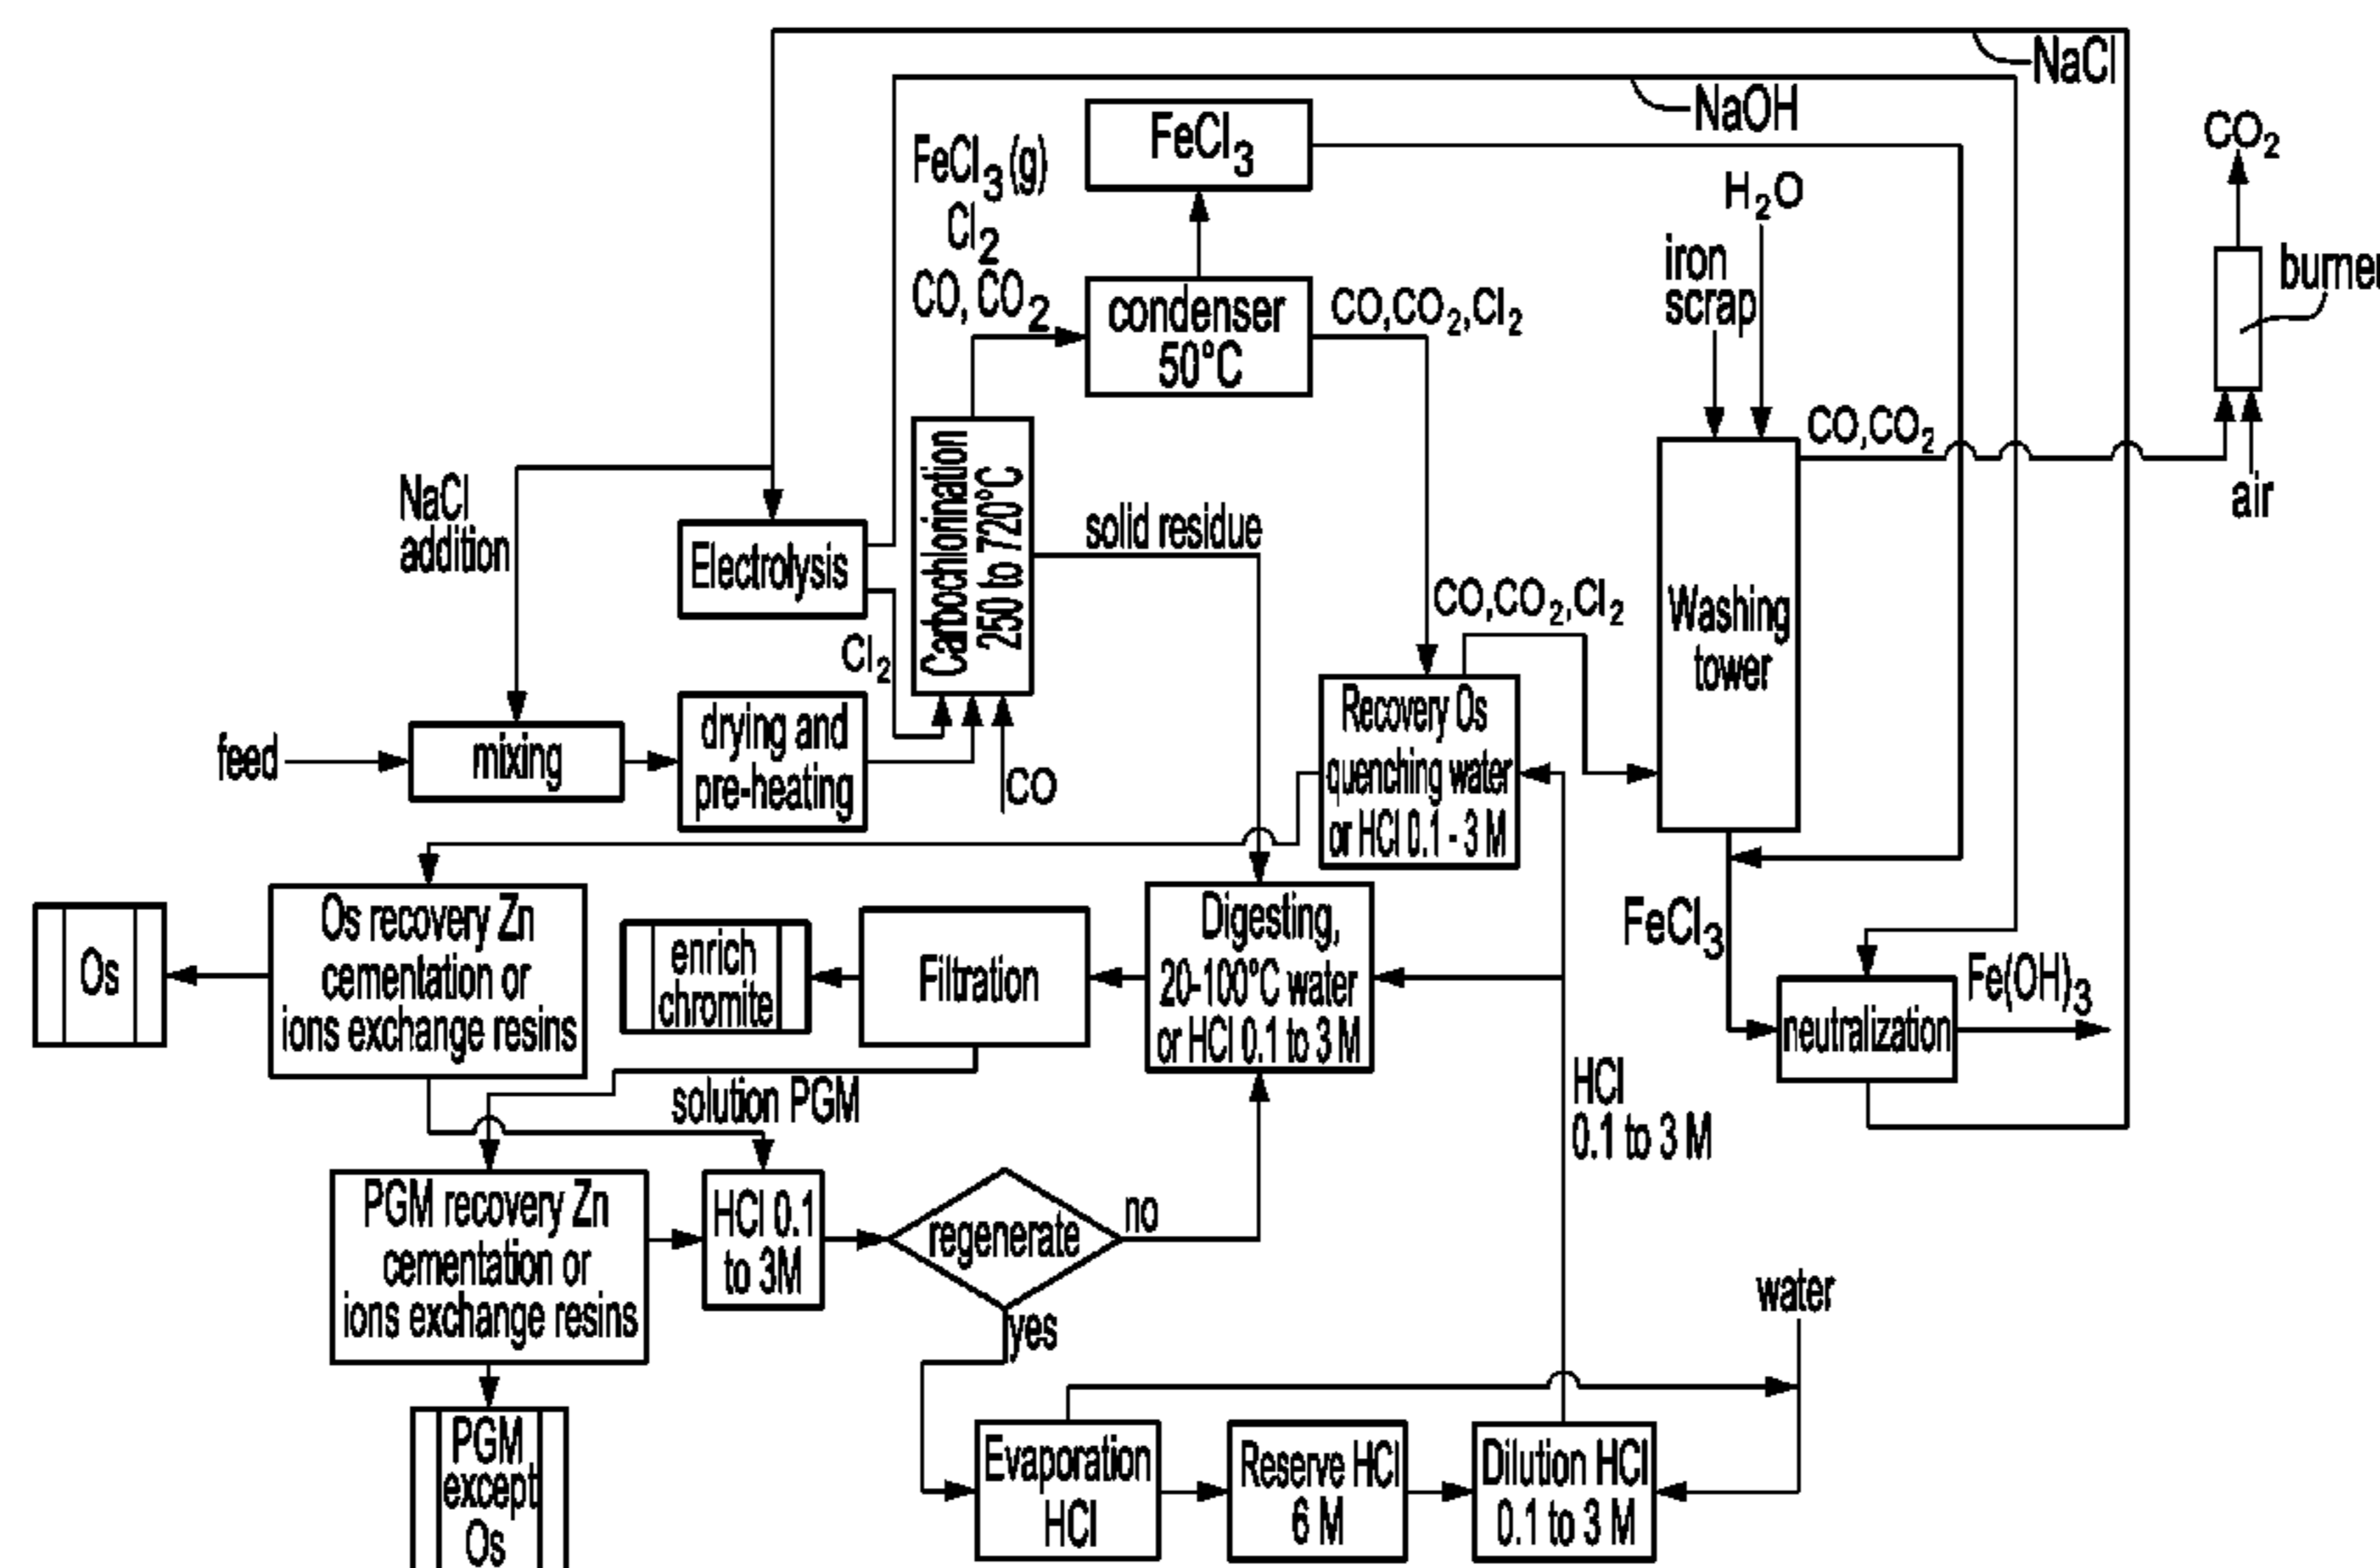 NaCl
NaOH
FeCl3
FeCl3 (g)
Cl2
CO, CO2
H2O
CO2
iron
scrap
burner
condenser
50°C
CO,CO2,Cl2
CO,CO2
air
NaCl
addition
Electrolysis
Carbochlorination
250 to 720°C
solid residue
Cl2
CO,CO2,Cl2
Washing
tower
feed
mixing
drying and
pre-heating
CO
Recovery Os
quenching water
or HCl 0.1 - 3 M
Os
Os recovery Zn
cementation or
ions exchange resins
enrich
chromite
Filtration
Digesting,
20-100°C water
or HCl 0.1 to 3 M
FeCl3
neutralization
Fe(OH)3
solution PGM
HCl
0.1 to 3 M
PGM recovery Zn
cementation or
ions exchange resins
HCl 0.1
to 3M
regenerate
no
yes
water
PGM
except
Os
Evaporation
HCl
Reserve HCl
6 M
Dilution HCl
0.1 to 3 M